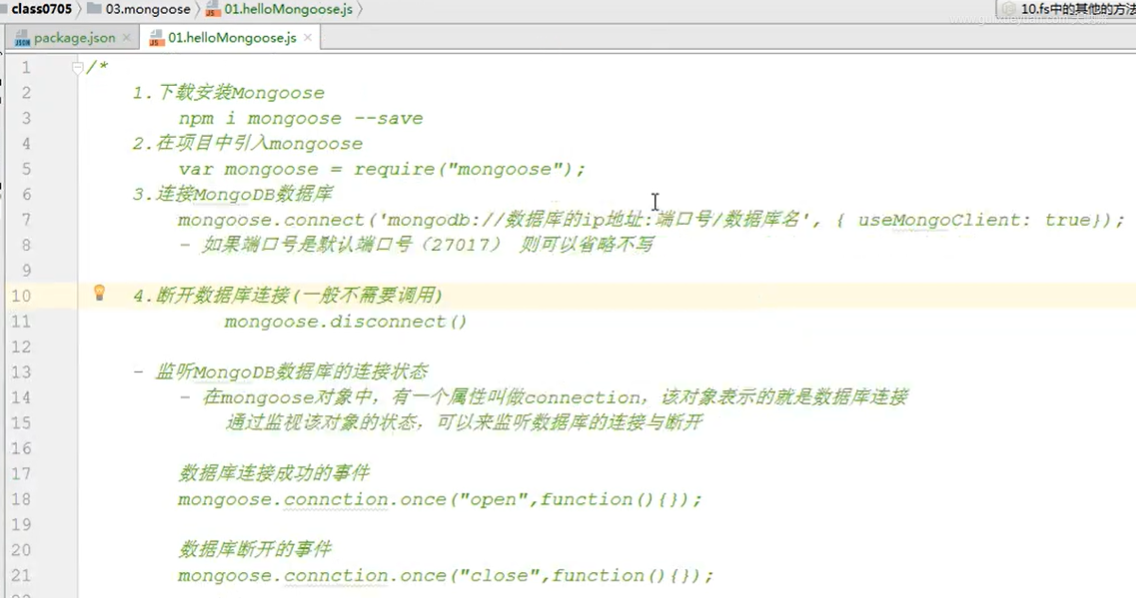 class0705 03.mongoose 01.helloMongoose.js 10.fs中的其他的方法
package.json 01.helloMongoose.js
1 /*
2 1.下载安装Mongoose
3 npm i mongoose --save
4 2.在项目中引入mongoose
5 var mongoose = require("mongoose");
6 3.连接MongoDB数据库
7 mongoose.connect('mongodb://数据库的ip地址:端口号/数据库名', { useMongoClient: true});
8 - 如果端口号是默认端口号（27017） 则可以省略不写
9
10 4.断开数据库连接(一般不需要调用)
11 mongoose.disconnect()
12
13 - 监听MongoDB数据库的连接状态
14 - 在mongoose对象中，有一个属性叫做connection，该对象表示的就是数据库连接
15 通过监视该对象的状态，可以来监听数据库的连接与断开
16
17 数据库连接成功的事件
18 mongoose.connction.once("open",function(){});
19
20 数据库断开的事件
21 mongoose.connction.once("close",function(){});